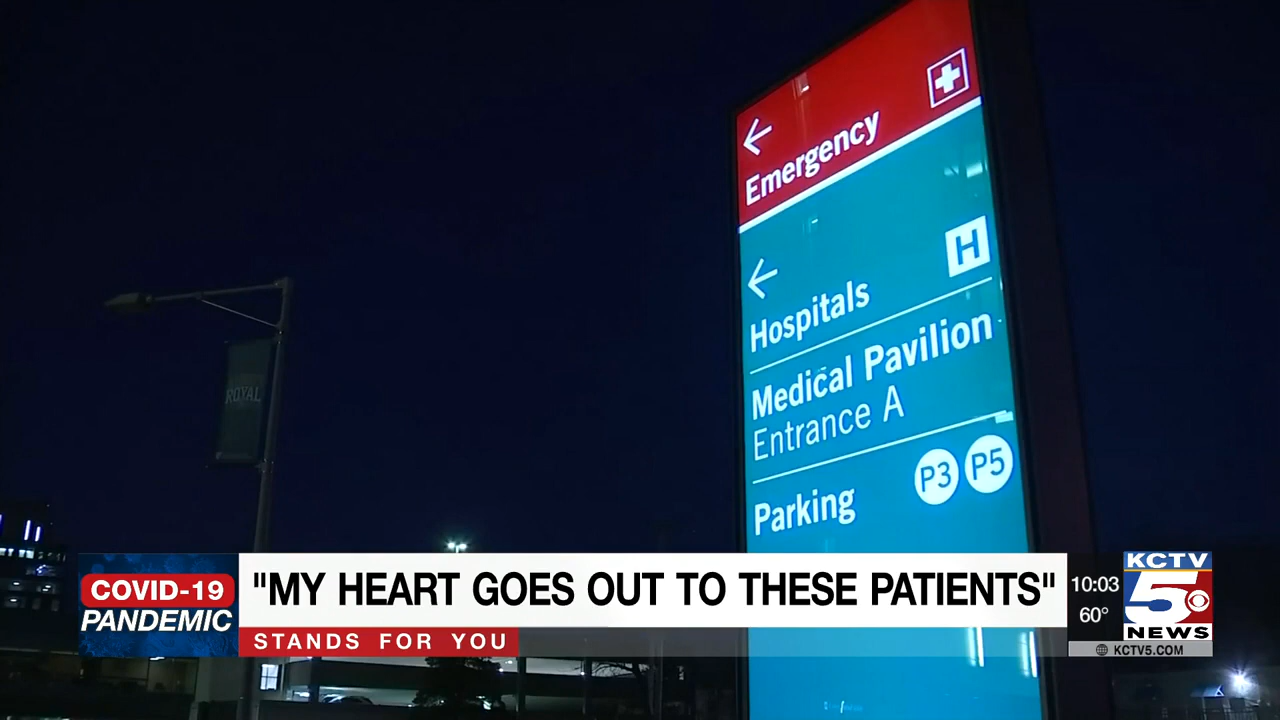 Emergency
Hospitals
H
Medical Pavilion
Entrance A
Parking
P3 P5
ROYAL
COVID-19
PANDEMIC
"MY HEART GOES OUT TO THESE PATIENTS"
STANDS FOR YOU
10:03
60°
KCTV
5
NEWS
KCTV5.COM